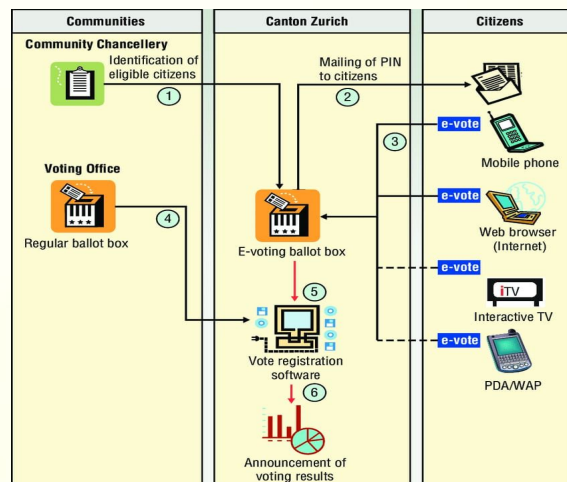 Communities
Canton Zurich
Citizens
Community Chancellery
Identification of
eligible citizens
1
Mailing of PIN
to citizens
2
3
e-vote
Mobile phone
Voting Office
4
Regular ballot box
E-voting ballot box
e-vote
Web browser
(Internet)
5
e-vote
iTV
Interactive TV
Vote registration
software
e-vote
PDA/WAP
6
Announcement of
voting results